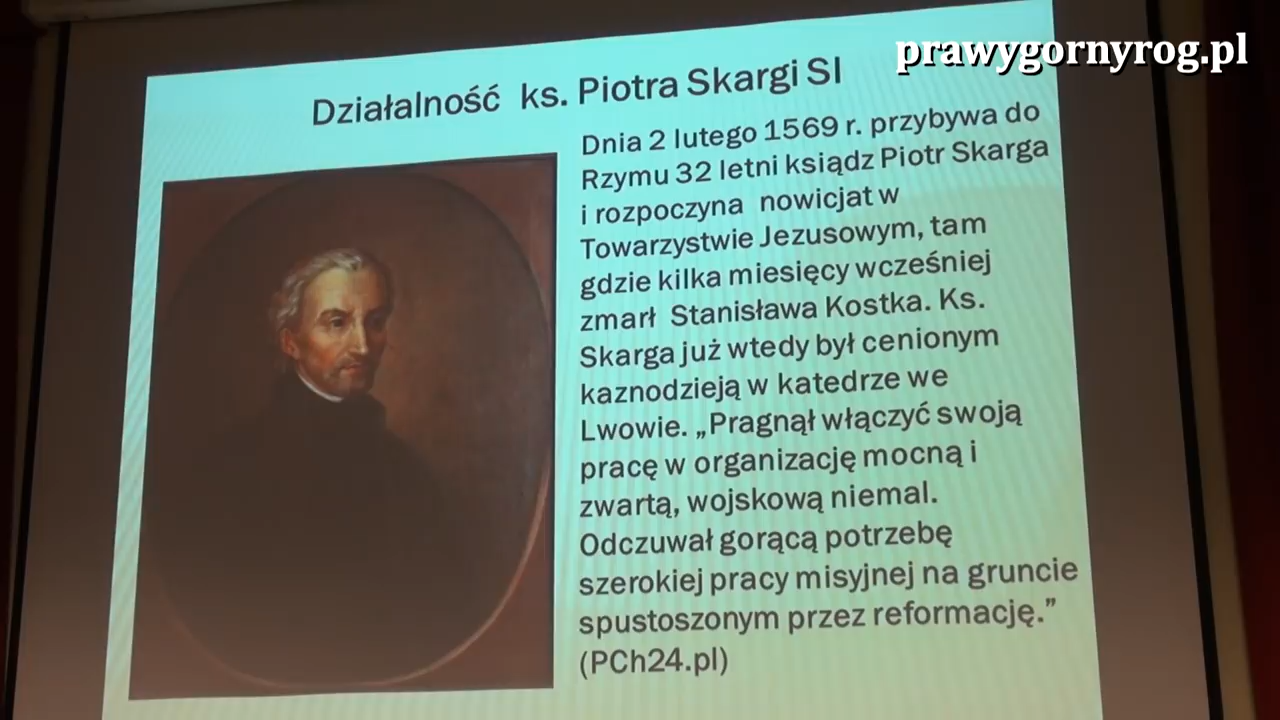 prawygornyrog.pl
Działalność ks. Piotra Skargi SI
Dnia 2 lutego 1569 r. przybywa do
Rzymu 32 letni ksiądz Piotr Skarga
i rozpoczyna nowicjat w
Towarzystwie Jezusowym, tam
gdzie kilka miesięcy wcześniej
zmarł Stanisława Kostka. Ks.
Skarga już wtedy był cenionym
kaznodzieją w katedrze we
Lwowie. „Pragnął włączyć swoją
pracę w organizację mocną i
zwartą, wojskową niemal.
Odczuwał gorącą potrzebę
szerokiej pracy misyjnej na gruncie
spustoszonym przez reformację.”
(PCh24.pl)